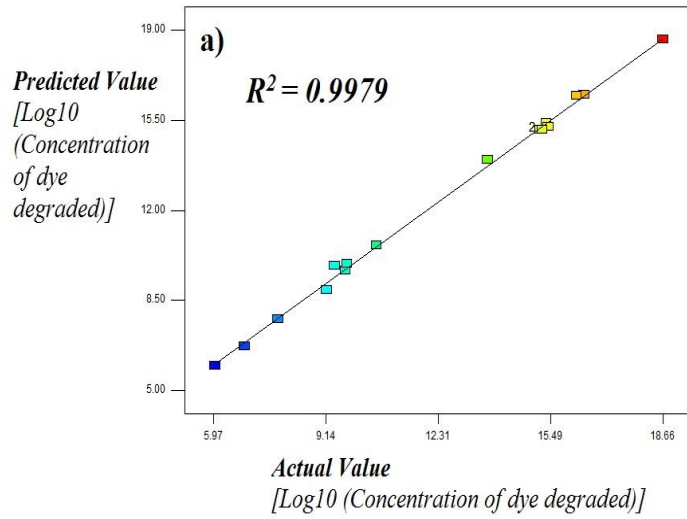 a)
R² = 0.9979
Predicted Value
[Log10
(Concentration
of dye
degraded)]
19.00
15.50
12.00
8.50
5.00
2
5.97
9.14
12.31
15.49
18.66
Actual Value
[Log10 (Concentration of dye degraded)]